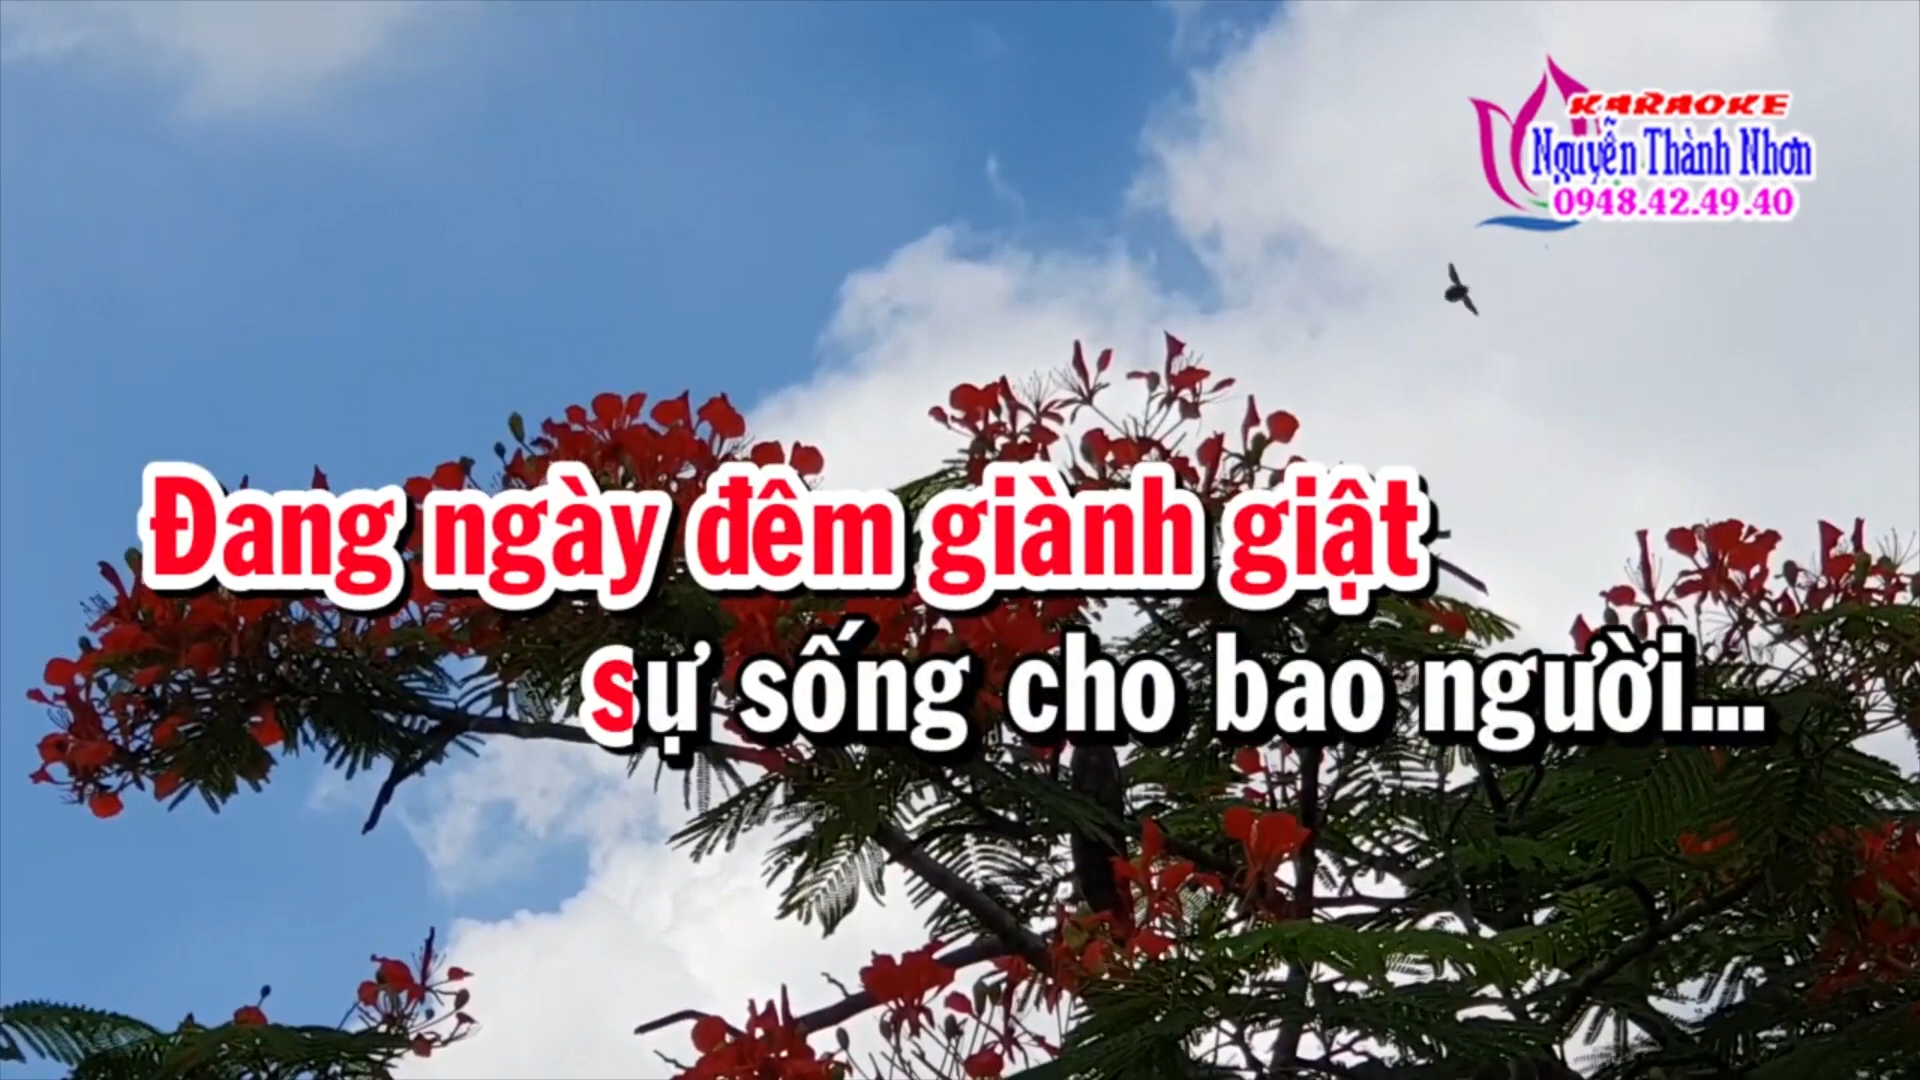 KARAOKE
Nguyễn Thành Nhơn
0948.42.49.40
Đang ngày đêm giành giật
sự sống cho bao người...